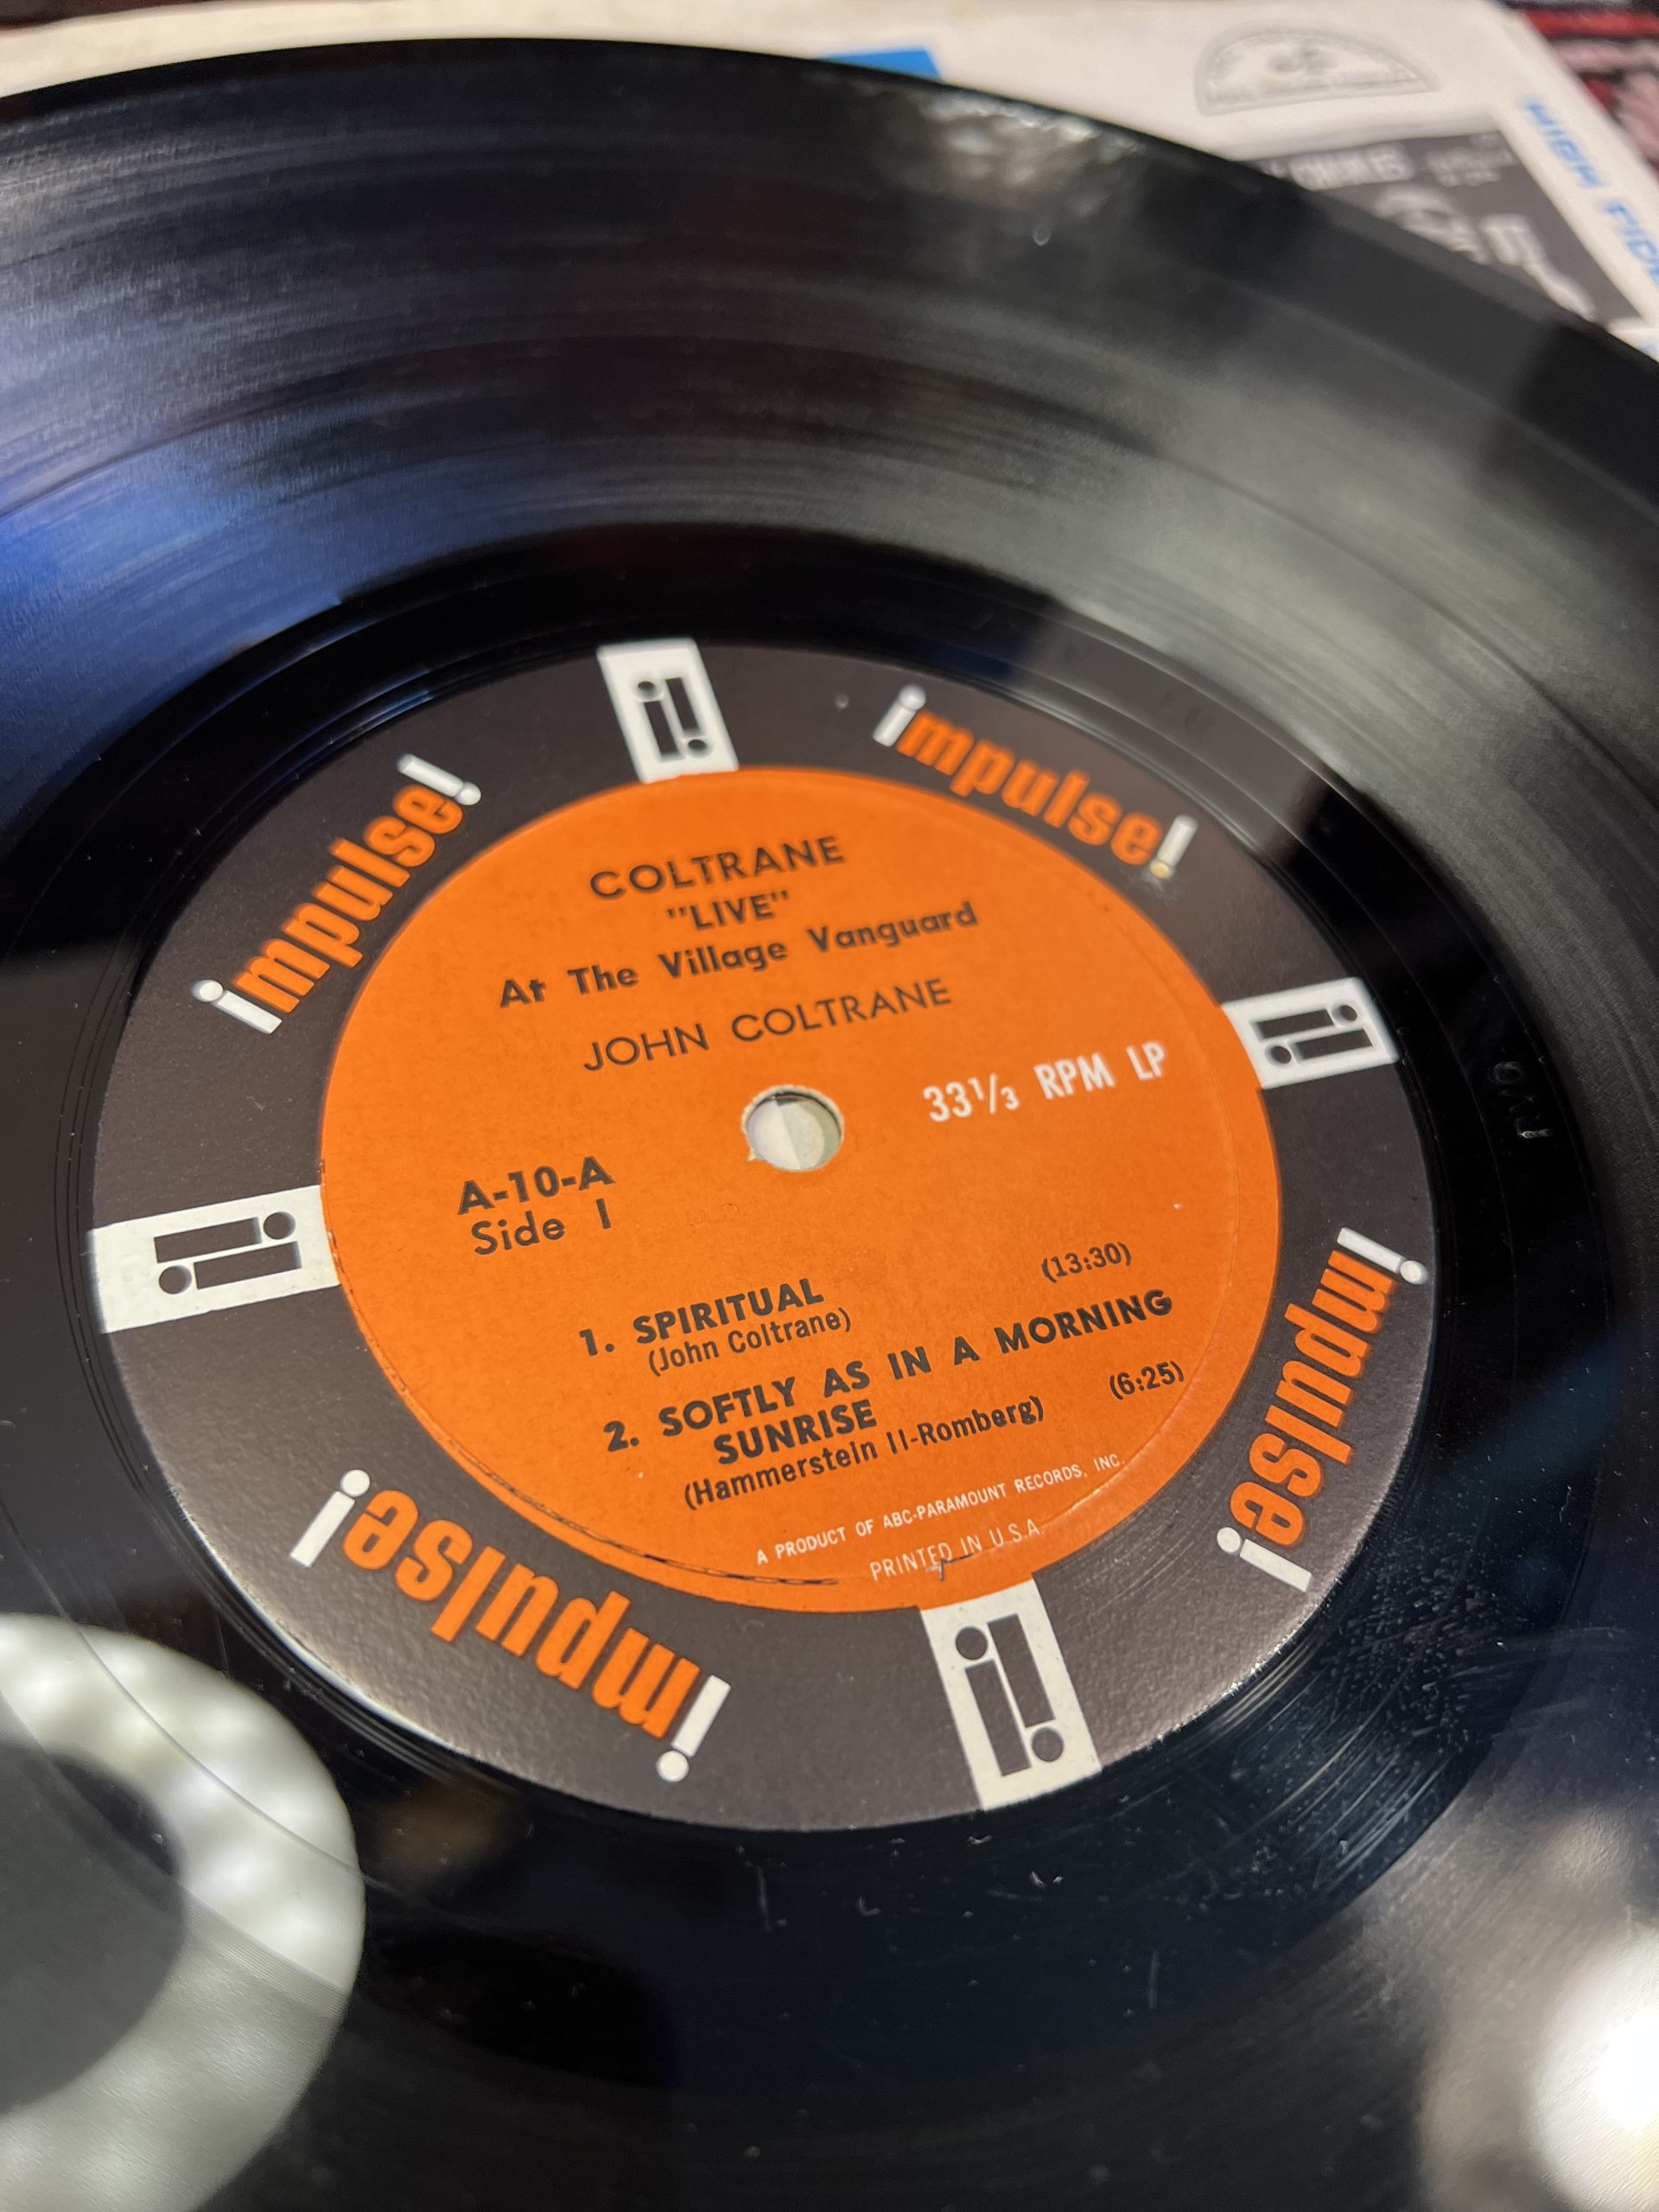 HIGH FIDE
impulse!
impulse!
COLTRANE
"LIVE"
At The Village Vanguard
JOHN COLTRANE
33⅓ RPM LP
A-10-A
Side 1
1. SPIRITUAL (13:30)
(John Coltrane)
2. SOFTLY AS IN A MORNING
SUNRISE (6:25)
(Hammerstein II-Romberg)
A PRODUCT OF ABC-PARAMOUNT RECORDS, INC.
PRINTED IN U.S.A.
impulse!
impulse!